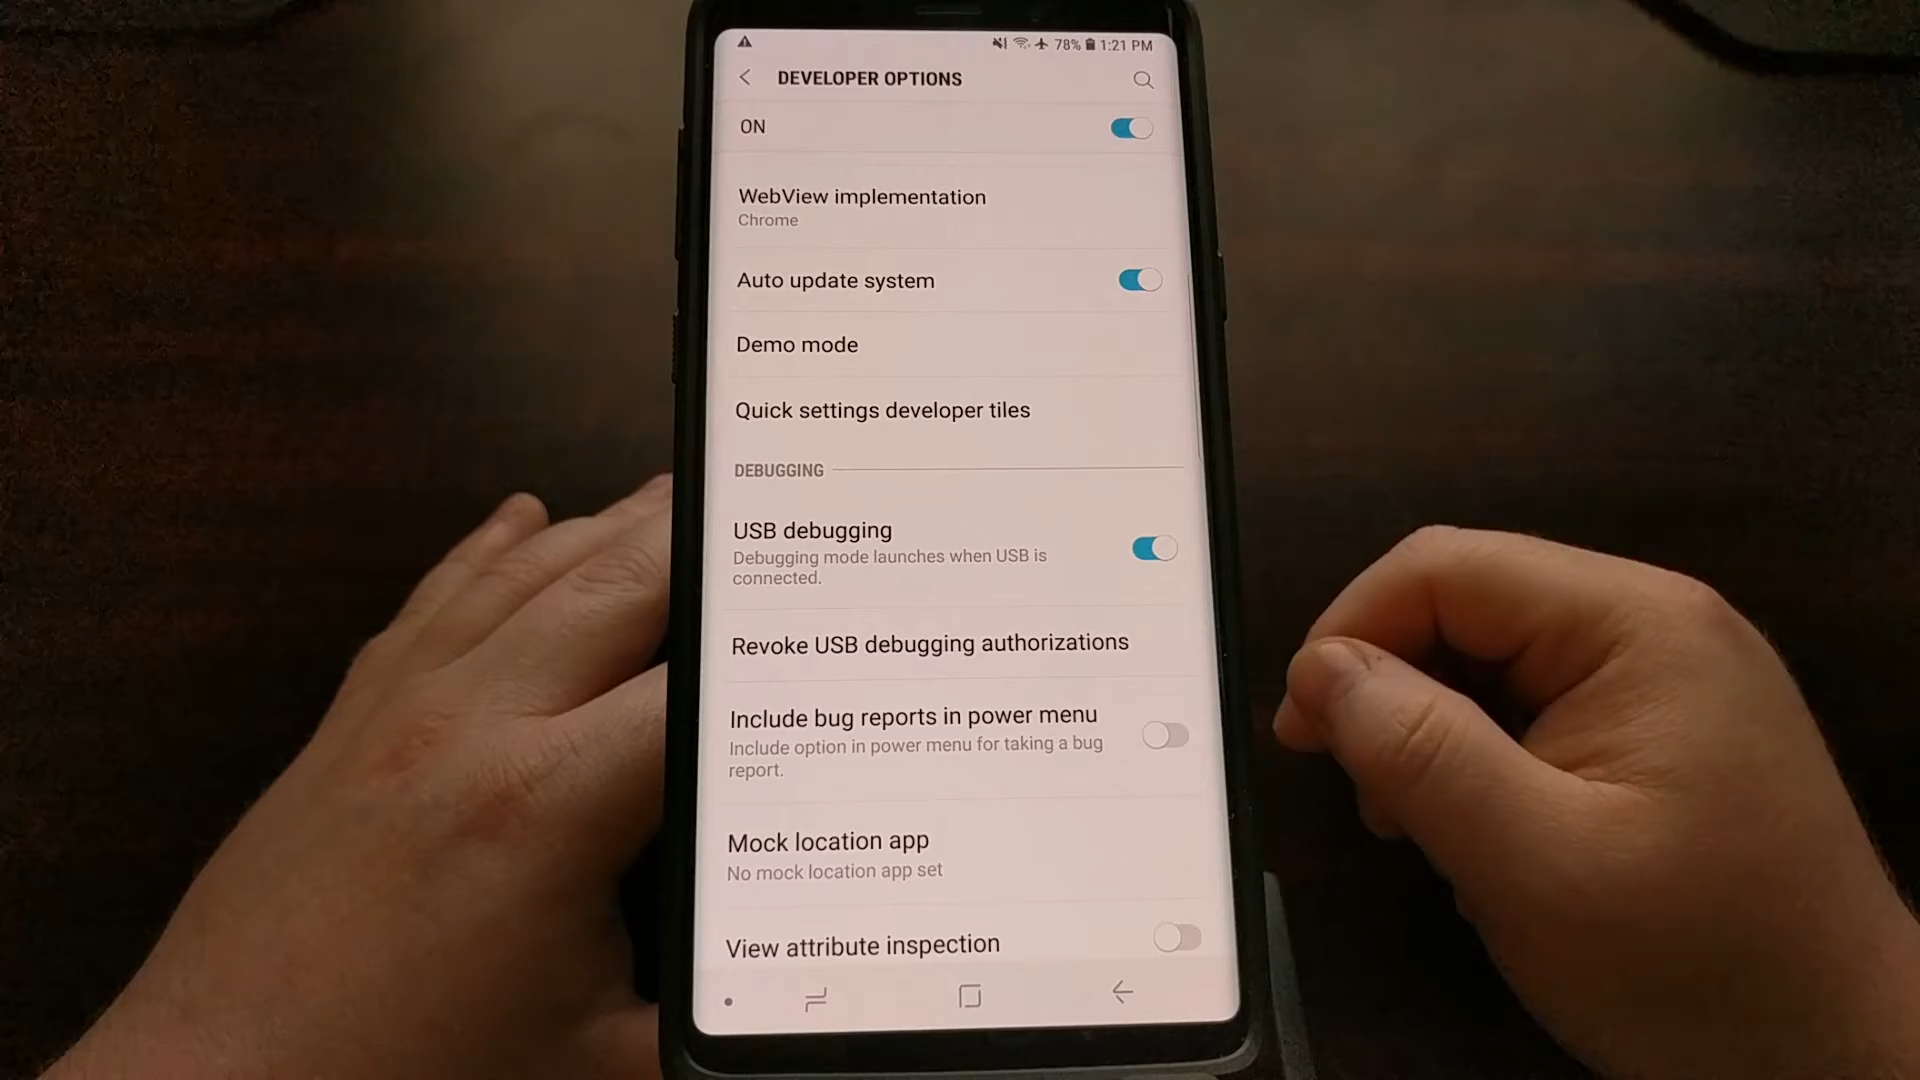 78% 1:21 PM
DEVELOPER OPTIONS
ON
WebView implementation
Chrome
Auto update system
Demo mode
Quick settings developer tiles
DEBUGGING
USB debugging
Debugging mode launches when USB is
connected.
Revoke USB debugging authorizations
Include bug reports in power menu
Include option in power menu for taking a bug
report.
Mock location app
No mock location app set
View attribute inspection